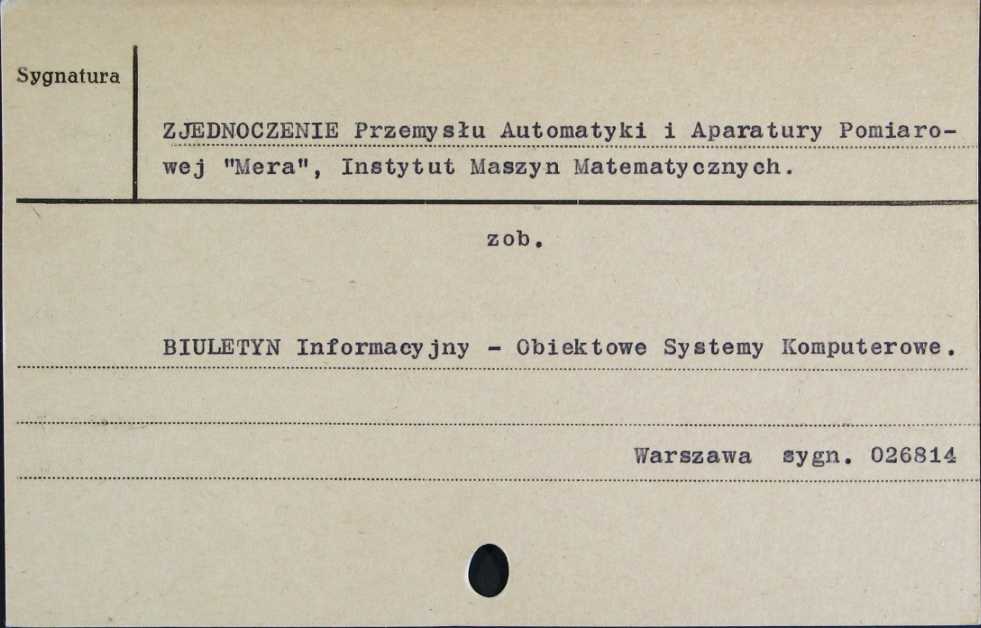 Sygnatura
ZJEDNOCZENIE Przemysłu Automatyki i Aparatury Pomiaro-
wej "Mera", Instytut Maszyn Matematycznych.
zob.
BIULETYN Informacyjny - Obiektowe Systemy Komputerowe.
Warszawa sygn. 026814